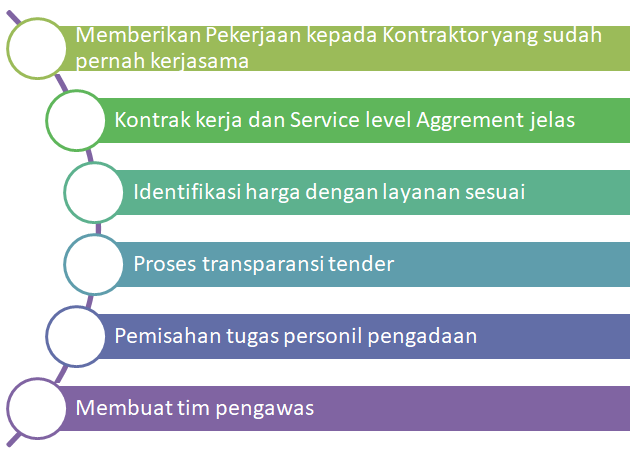 Memberikan Pekerjaan kepada Kontraktor yang sudah
pernah kerjasama
Kontrak kerja dan Service level Aggrement jelas
Identifikasi harga dengan layanan sesuai
Proses transparansi tender
Pemisahan tugas personil pengadaan
Membuat tim pengawas